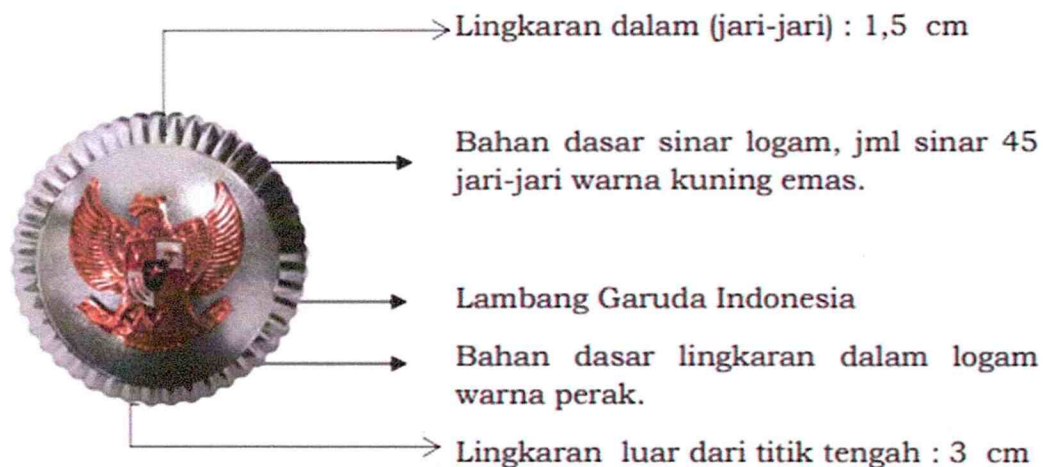 Lingkaran dalam (jari-jari) : 1,5 cm
Bahan dasar sinar logam, jml sinar 45
jari-jari warna kuning emas.
Lambang Garuda Indonesia
Bahan dasar lingkaran dalam logam
warna perak.
Lingkaran luar dari titik tengah : 3 cm